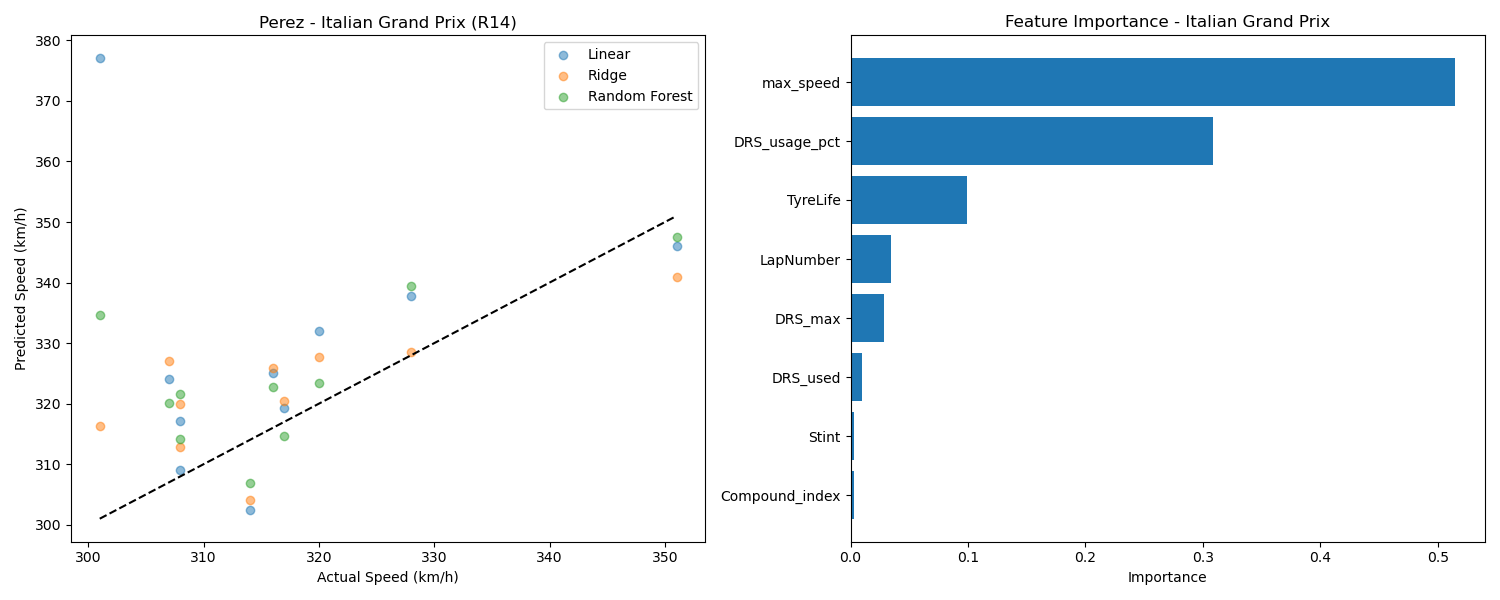 Perez - Italian Grand Prix (R14)
380
370
360
350
340
330
320
310
300
Predicted Speed (km/h)
Linear
Ridge
Random Forest
300
310
320
330
340
350
Actual Speed (km/h)
Feature Importance - Italian Grand Prix
max_speed
DRS_usage_pct
TyreLife
LapNumber
DRS_max
DRS_used
Stint
Compound_index
0.0
0.1
0.2
0.3
0.4
0.5
Importance